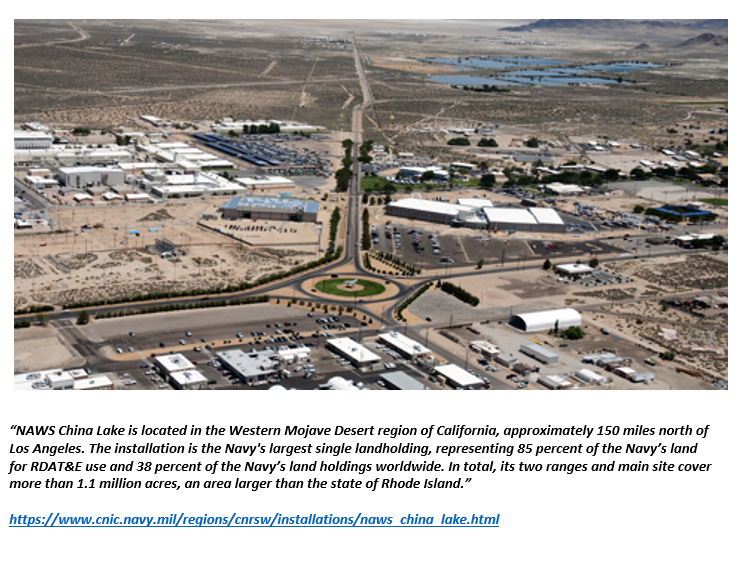 “NAWS China Lake is located in the Western Mojave Desert region of California, approximately 150 miles north of
Los Angeles. The installation is the Navy's largest single landholding, representing 85 percent of the Navy’s land
for RDAT&E use and 38 percent of the Navy’s land holdings worldwide. In total, its two ranges and main site cover
more than 1.1 million acres, an area larger than the state of Rhode Island.”
https://www.cnic.navy.mil/regions/cnrsw/installations/naws_china_lake.html